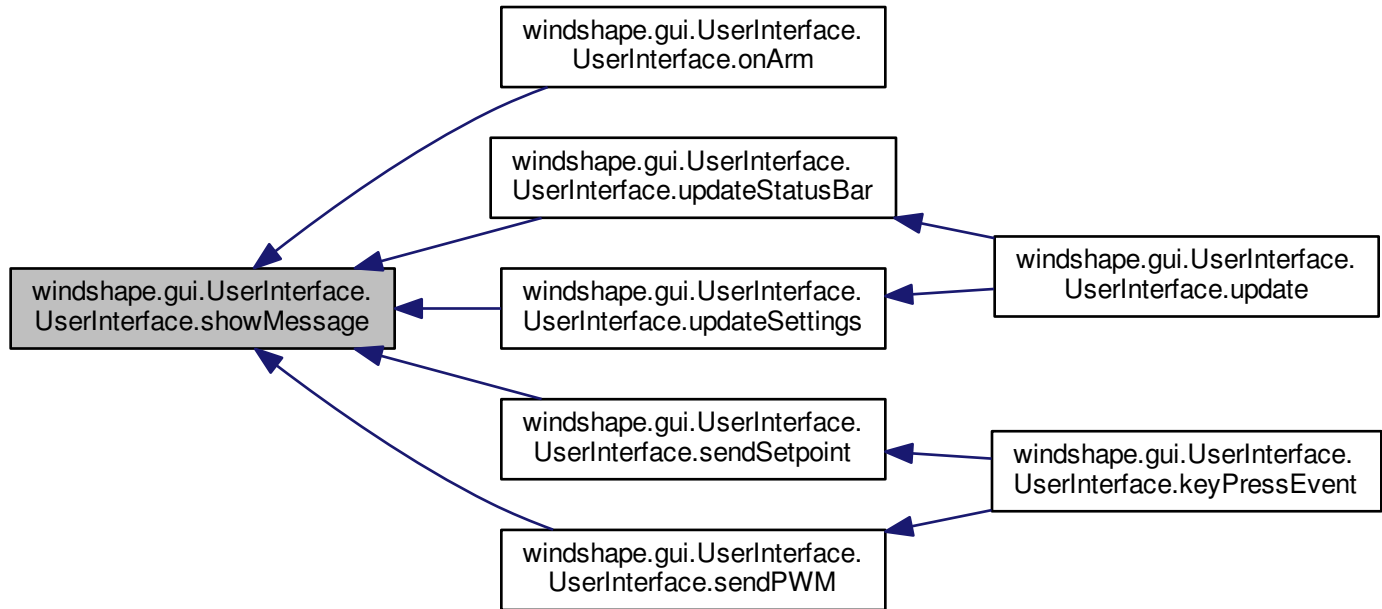 windshape.gui.UserInterface.
UserInterface.onArm
windshape.gui.UserInterface.
UserInterface.updateStatusBar
windshape.gui.UserInterface.
UserInterface.update
windshape.gui.UserInterface.
UserInterface.showMessage
windshape.gui.UserInterface.
UserInterface.updateSettings
windshape.gui.UserInterface.
UserInterface.sendSetpoint
windshape.gui.UserInterface.
UserInterface.keyPressEvent
windshape.gui.UserInterface.
UserInterface.sendPWM